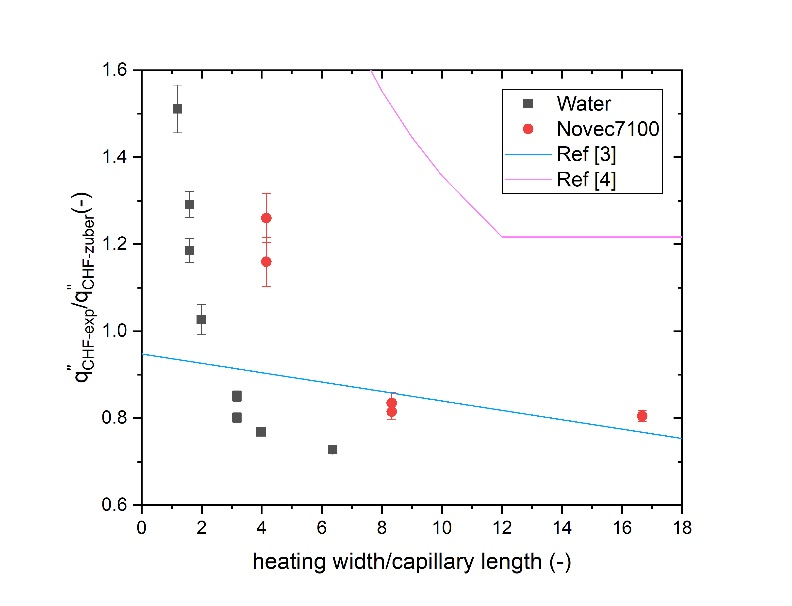 1.6
1.4
1.2
1.0
0.8
0.6
q"CHF-exp/q"CHF-zuber(-)
Water
Novec7100
Ref [3]
Ref [4]
0 2 4 6 8 10 12 14 16 18
heating width/capillary length (-)